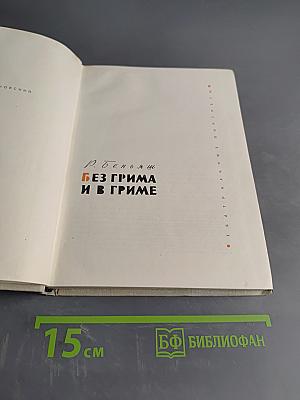 Р. Беньяш
БЕЗ ГРИМА
И В ГРИМЕ
15 см
БФ БИБЛИОФАН